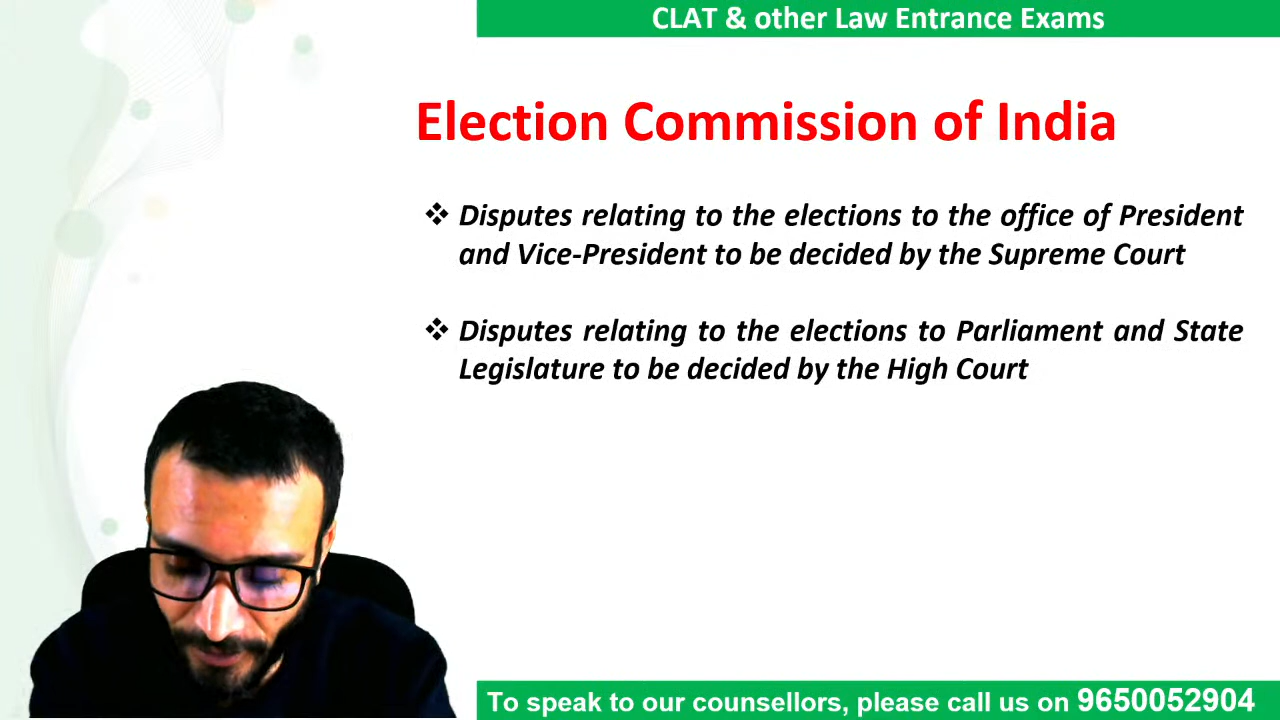 CLAT & other Law Entrance Exams
Election Commission of India
❖ Disputes relating to the elections to the office of President
and Vice-President to be decided by the Supreme Court
❖ Disputes relating to the elections to Parliament and State
Legislature to be decided by the High Court
To speak to our counsellors, please call us on 9650052904